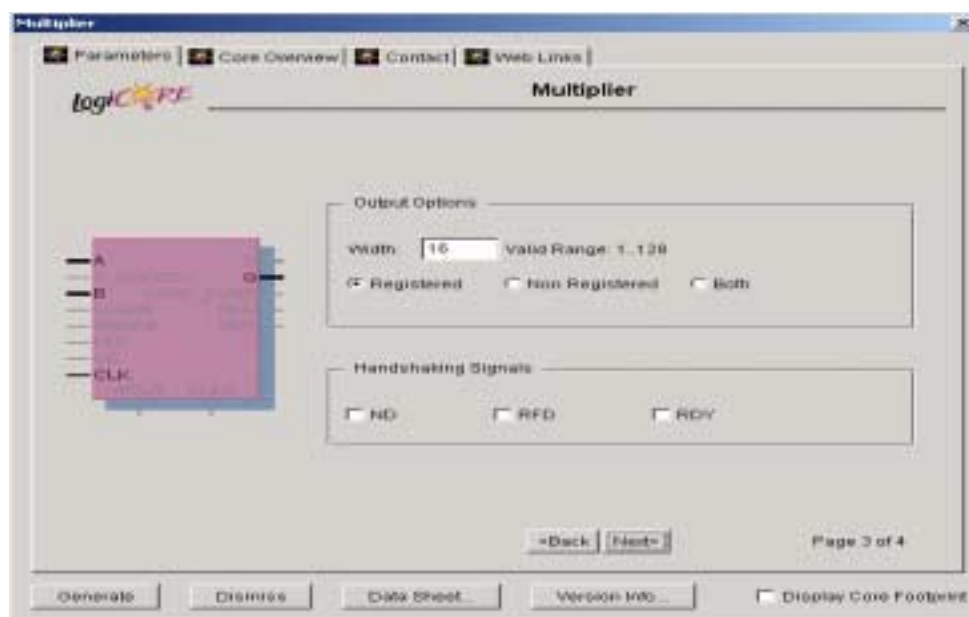 Multiplier
Parameters Core Overview Contact Web Links
LogiCORE
Multiplier
Output Options
Width 16 Valid Range: 1..128
Registered Non Registered Both
Handshaking Signals
ND RFD RDY
A
B
Q
CLK
<Back Next> Page 3 of 4
Generate Dismiss Data Sheet... Version Info... Display Core Footprint